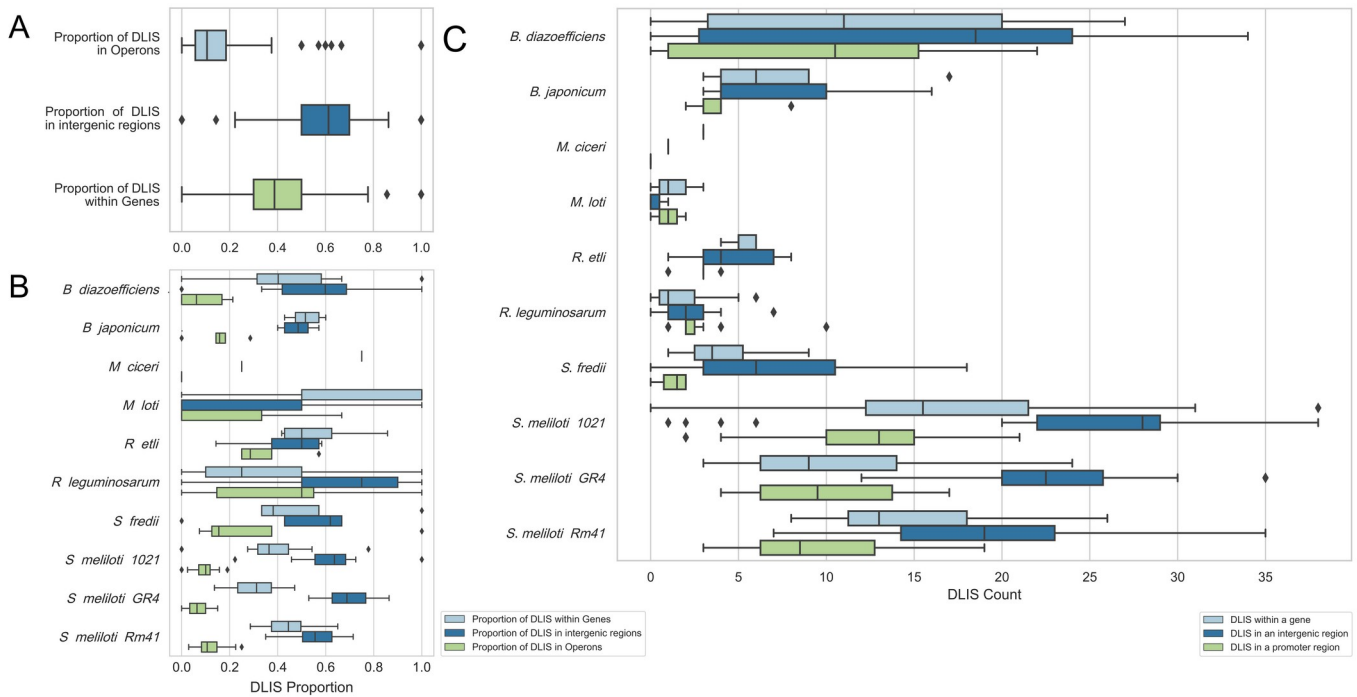 A
Proportion of DLIS
in Operons
Proportion of DLIS
in intergenic regions
Proportion of DLIS
within Genes
0.0 0.2 0.4 0.6 0.8 1.0
B
B diazoefficiens
B japonicum
M ciceri
M loti
R etli
R leguminosarum
S fredii
S meliloti 1021
S meliloti GR4
S meliloti Rm41
0.0 0.2 0.4 0.6 0.8 1.0
DLIS Proportion
Proportion of DLIS within Genes
Proportion of DLIS in intergenic regions
Proportion of DLIS in Operons
C
B. diazoefficiens
B. japonicum
M. ciceri
M. loti
R. etli
R. leguminosarum
S. fredii
S. meliloti 1021
S. meliloti GR4
S. meliloti Rm41
0 5 10 15 20 25 30 35
DLIS Count
DLIS within a gene
DLIS in an intergenic region
DLIS in a promoter region